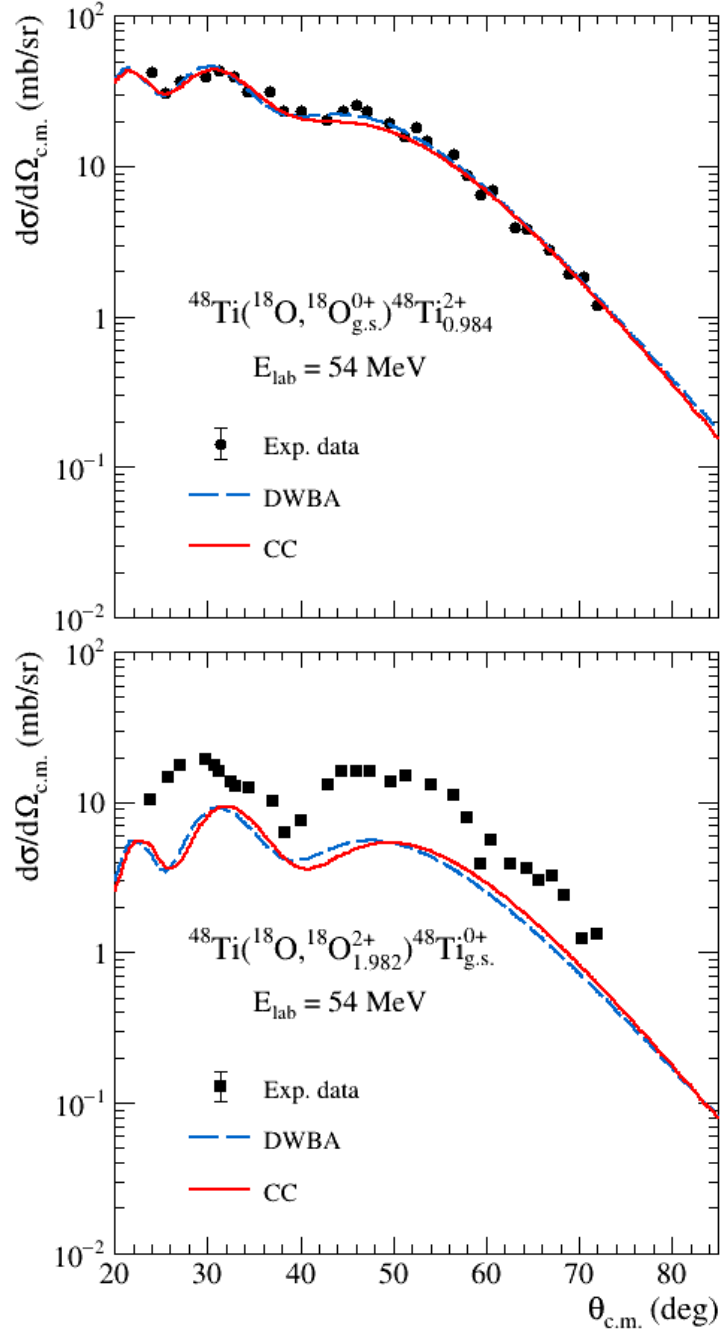 dσ/dΩc.m. (mb/sr)
10²
10
1
10⁻¹
10⁻²
⁴⁸Ti(¹⁸O,¹⁸O⁰⁺g.s.)⁴⁸Ti²⁺0.984
Elab = 54 MeV
Exp. data
DWBA
CC
dσ/dΩc.m. (mb/sr)
10²
10
1
10⁻¹
10⁻²
⁴⁸Ti(¹⁸O,¹⁸O²⁺1.982)⁴⁸Ti⁰⁺g.s.
Elab = 54 MeV
Exp. data
DWBA
CC
20 30 40 50 60 70 80
θc.m. (deg)